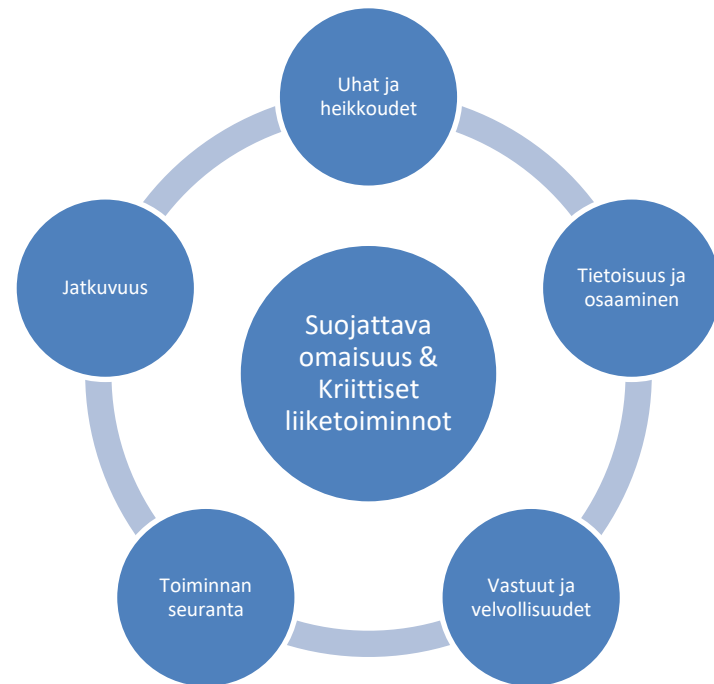 Uhat ja
heikkoudet
Tietoisuus ja
osaaminen
Vastuut ja
velvollisuudet
Toiminnan
seuranta
Jatkuvuus
Suojattava
omaisuus &
Kriittiset
liiketoiminnot